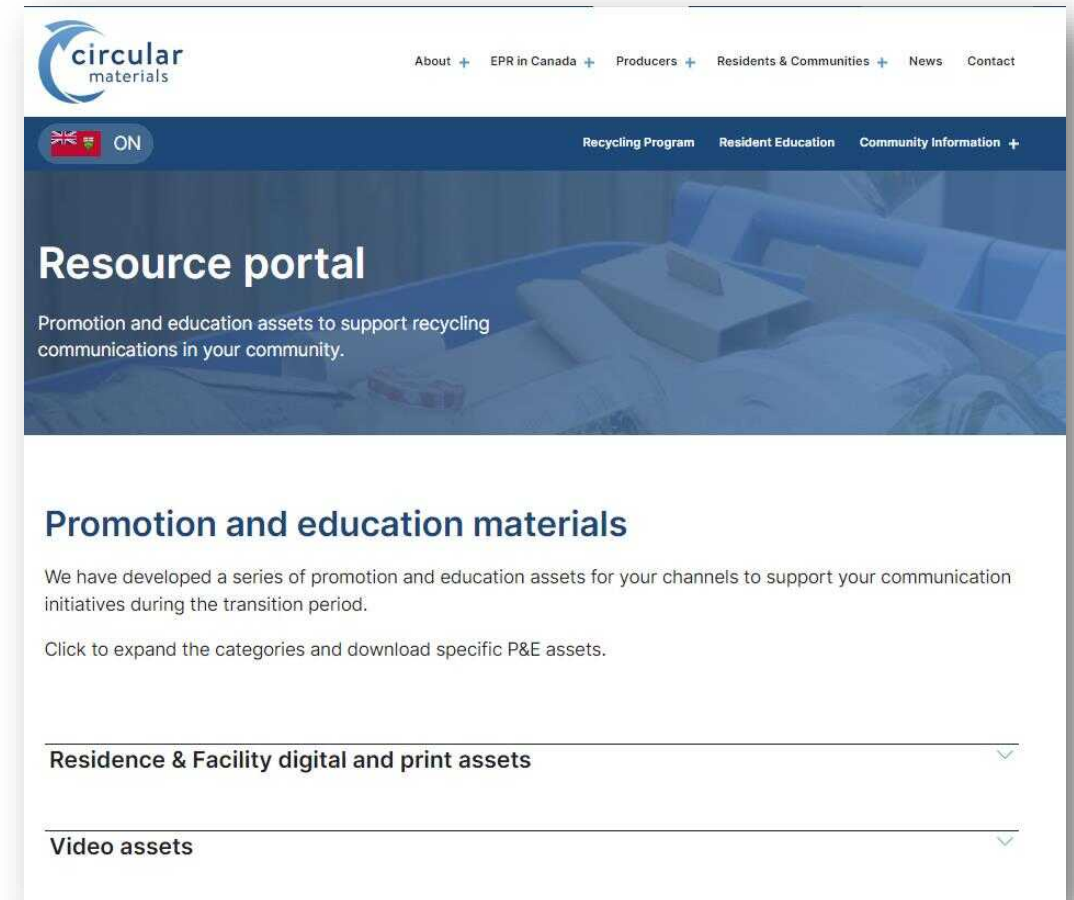 circular
materials
About + EPR in Canada + Producers + Residents & Communities + News Contact
ON Recycling Program Resident Education Community Information +
Resource portal
Promotion and education assets to support recycling
communications in your community.
Promotion and education materials
We have developed a series of promotion and education assets for your channels to support your communication
initiatives during the transition period.
Click to expand the categories and download specific P&E assets.
Residence & Facility digital and print assets
Video assets